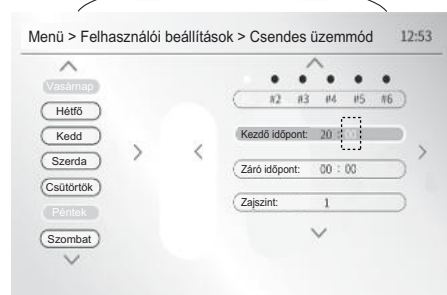 Menü > Felhasználói beállítások > Csendes üzemmód 12:53
Vasárnap
Hétfő
Kedd
Szerda
Csütörtök
Péntek
Szombat
#2 #3 #4 #5 #6
Kezdő időpont: 20 : 00
Záró időpont: 00 : 00
Zajszint: 1